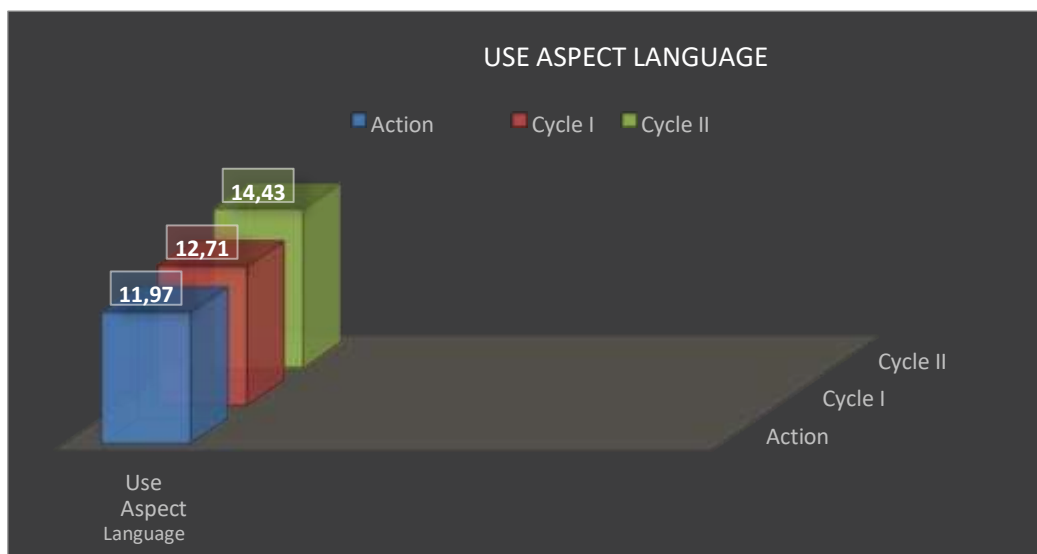 USE ASPECT LANGUAGE
Action Cycle I Cycle II
14,43
12,71
11,97
Cycle II
Cycle I
Action
Use
Aspect
Language